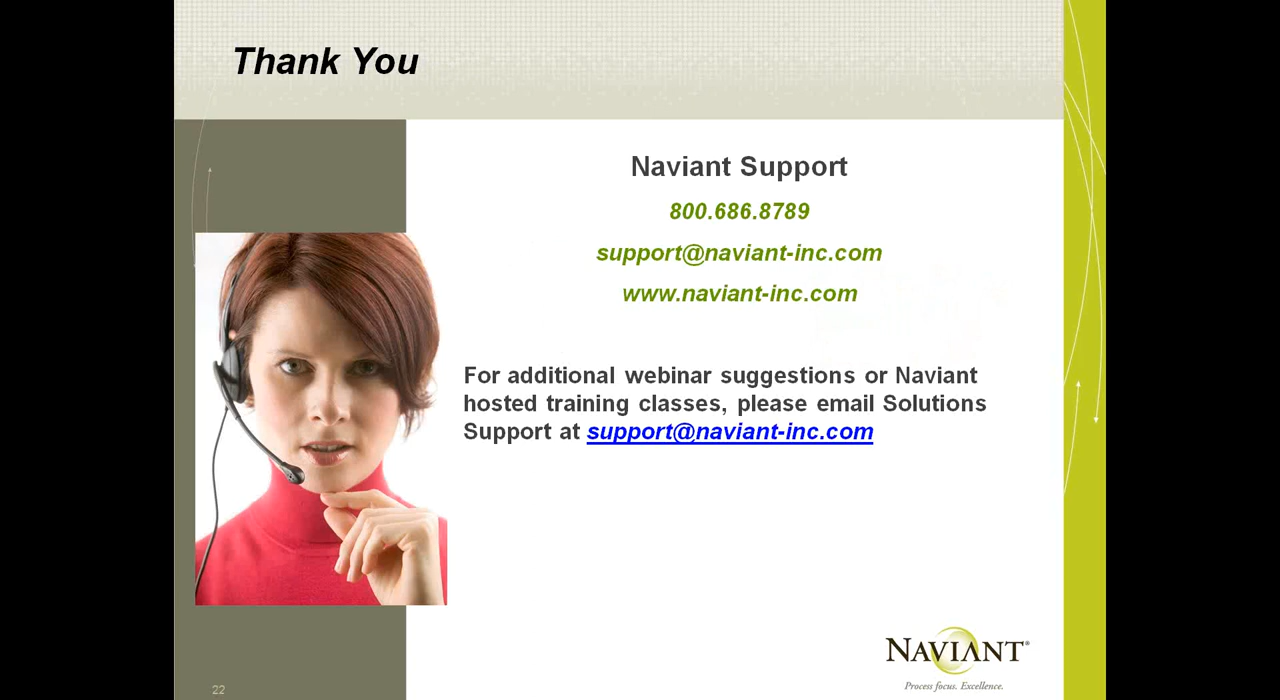 Thank You
Naviant Support
800.686.8789
support@naviant-inc.com
www.naviant-inc.com
For additional webinar suggestions or Naviant
hosted training classes, please email Solutions
Support at support@naviant-inc.com
NAVIANT®
Process focus. Excellence.
22